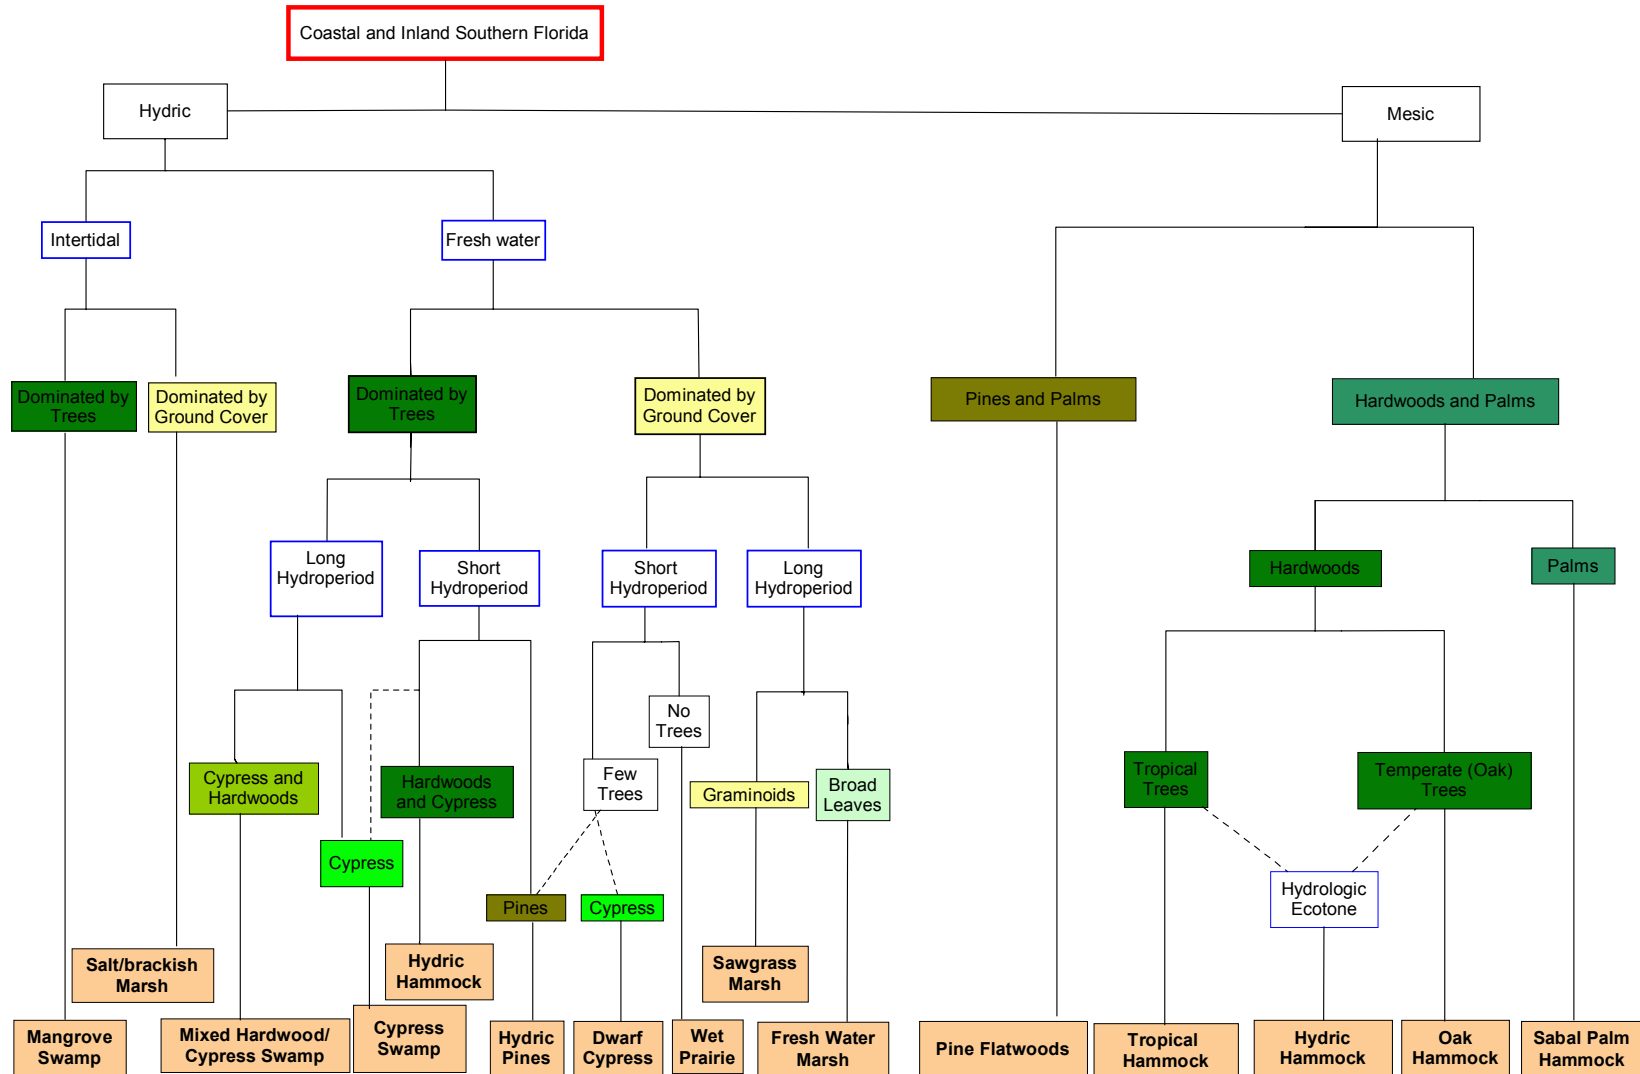 Coastal and Inland Southern Florida
Hydric
Mesic
Intertidal
Fresh water
Dominated by
Trees
Dominated by
Ground Cover
Dominated by
Trees
Dominated by
Ground Cover
Pines and Palms
Hardwoods and Palms
Long
Hydroperiod
Short
Hydroperiod
Short
Hydroperiod
Long
Hydroperiod
Hardwoods
Palms
No
Trees
Cypress and
Hardwoods
Hardwoods
and Cypress
Few
Trees
Graminoids
Broad
Leaves
Tropical
Trees
Temperate (Oak)
Trees
Cypress
Pines
Cypress
Hydrologic
Ecotone
Salt/brackish
Marsh
Hydric
Hammock
Sawgrass
Marsh
Mangrove
Swamp
Mixed Hardwood/
Cypress Swamp
Cypress
Swamp
Hydric
Pines
Dwarf
Cypress
Wet
Prairie
Fresh Water
Marsh
Pine Flatwoods
Tropical
Hammock
Hydric
Hammock
Oak
Hammock
Sabal Palm
Hammock